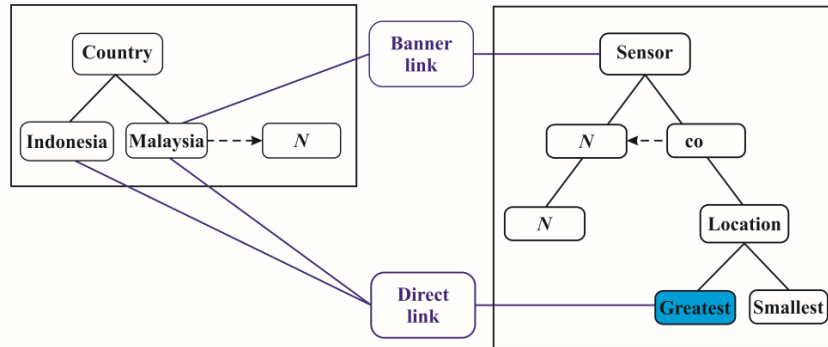 Country
Indonesia
Malaysia
N
Banner
link
Direct
link
Sensor
N
co
N
Location
Greatest
Smallest